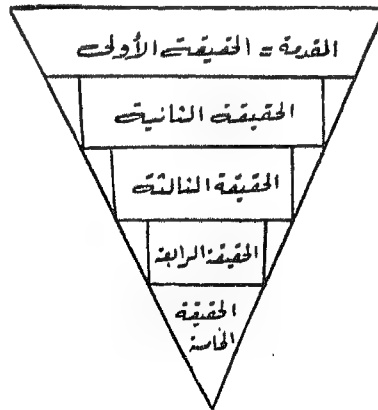 المقدمة = الحقيقة الأولى
الحقيقة الثانية
الحقيقة الثالثة
الحقيقة الرابعة
الحقيقة
الخامسة